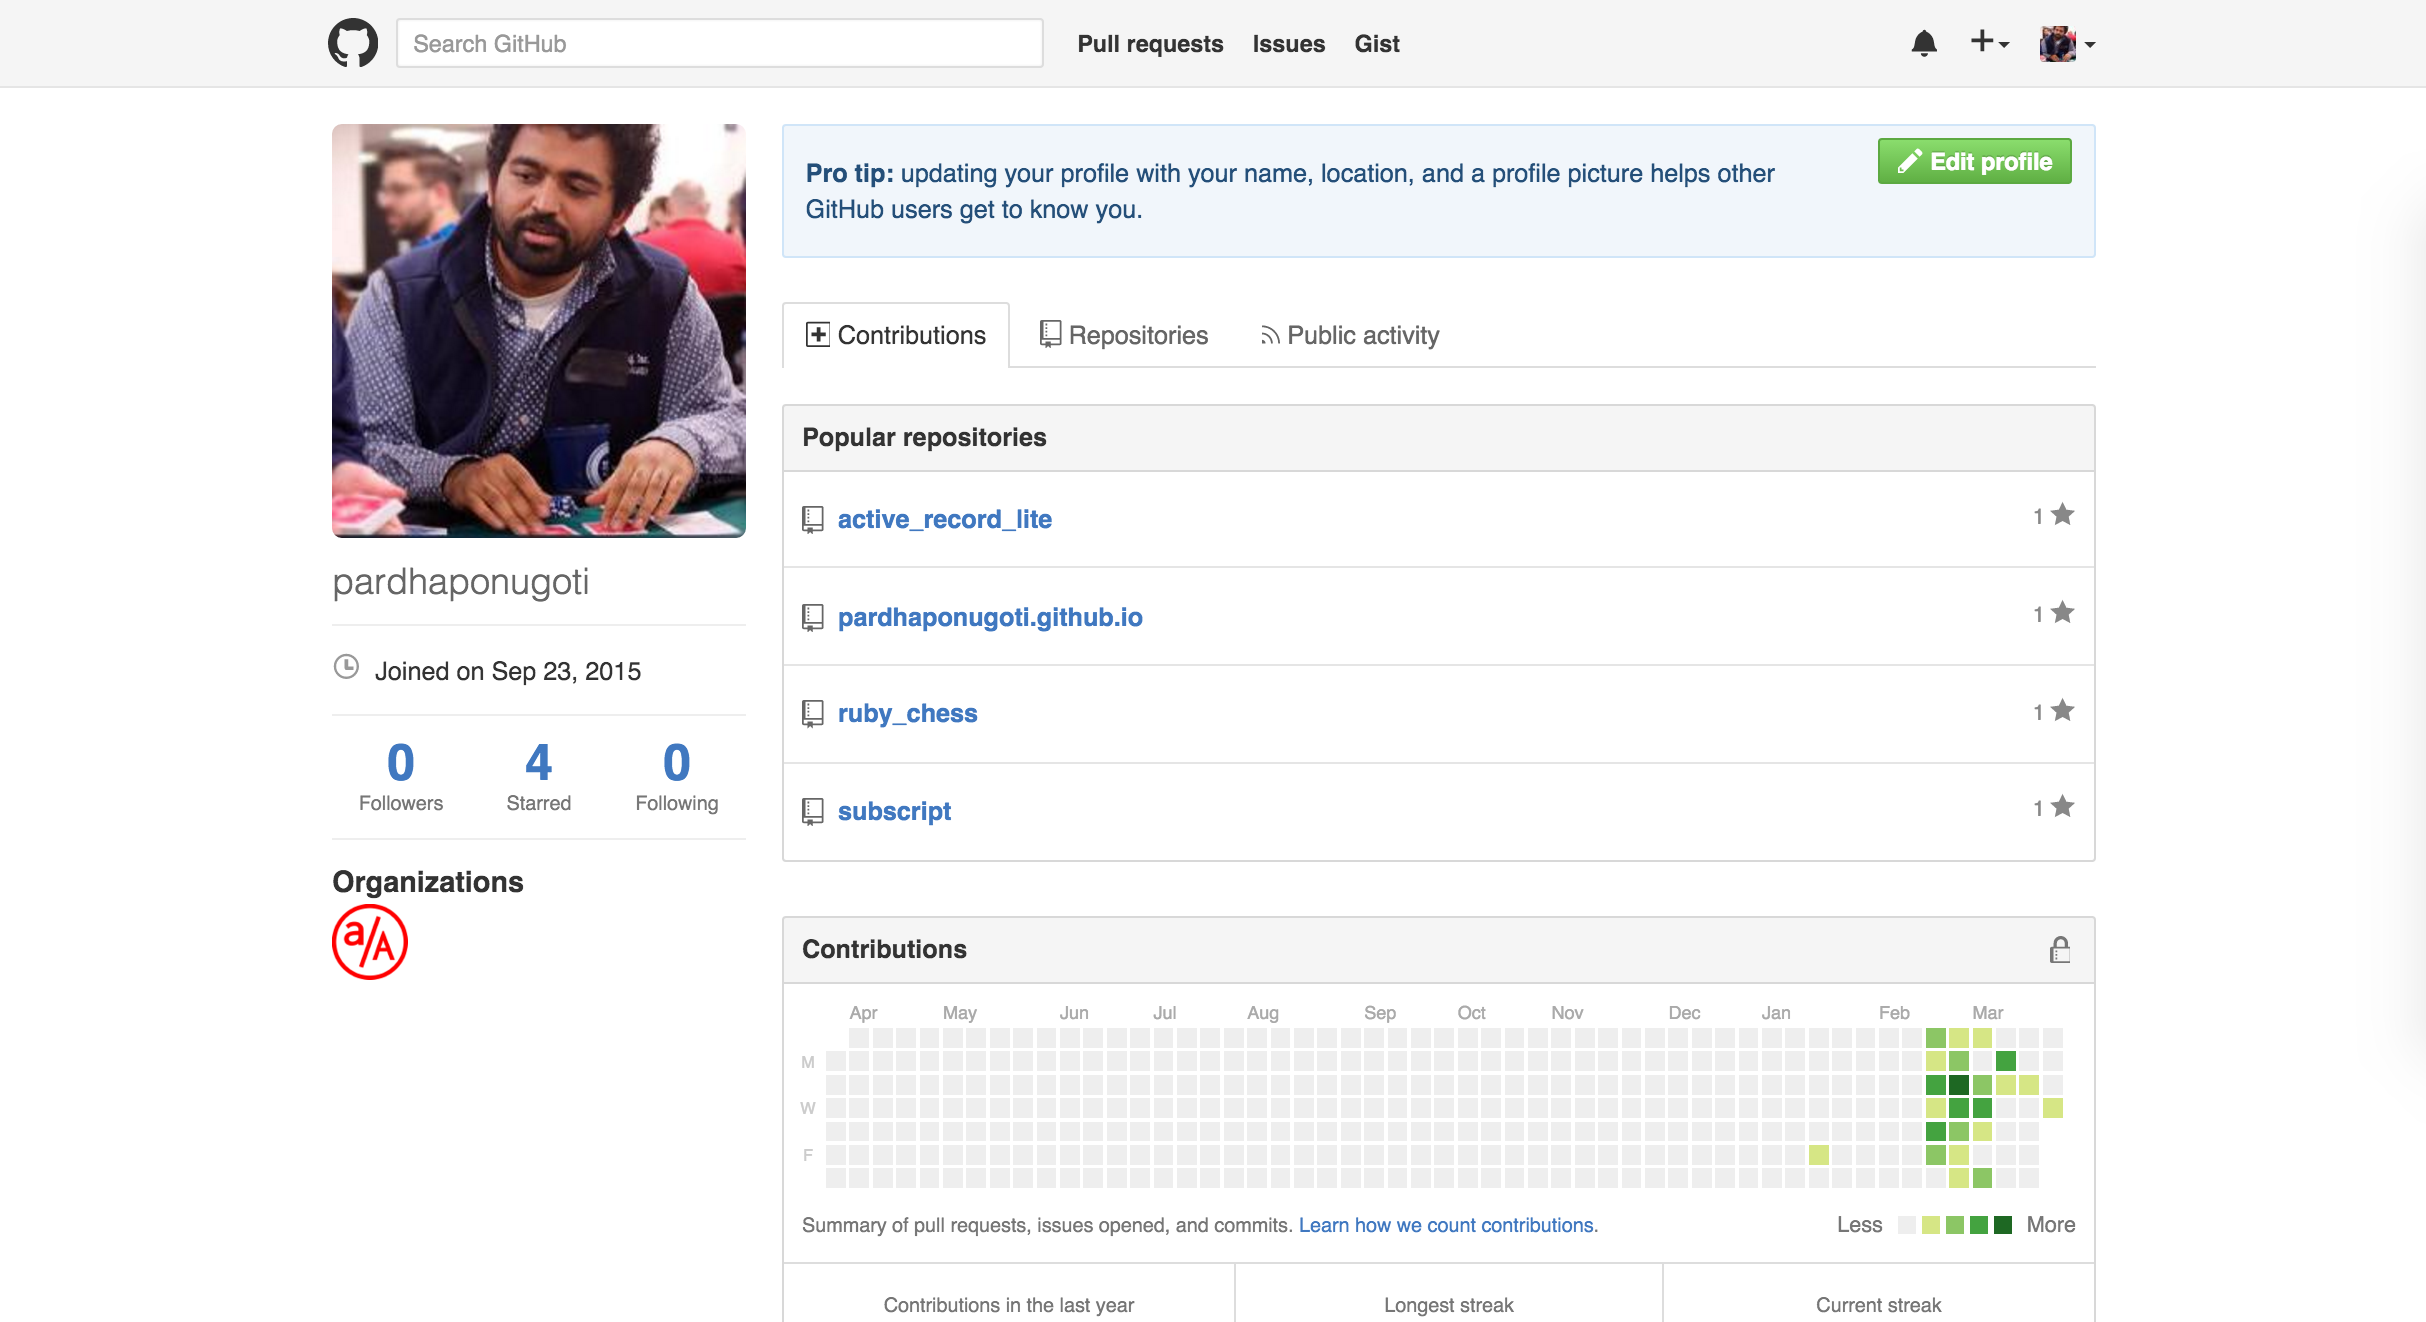 Search GitHub
Pull requests Issues Gist
Pro tip: updating your profile with your name, location, and a profile picture helps other
GitHub users get to know you.
Edit profile
Contributions Repositories Public activity
Popular repositories
active_record_lite 1
pardhaponugoti.github.io 1
ruby_chess 1
subscript 1
pardhaponugoti
Joined on Sep 23, 2015
0 4 0
Followers Starred Following
Organizations
a/A
Contributions
Apr May Jun Jul Aug Sep Oct Nov Dec Jan Feb Mar
M
W
F
Summary of pull requests, issues opened, and commits. Learn how we count contributions.
Less More
Contributions in the last year Longest streak Current streak